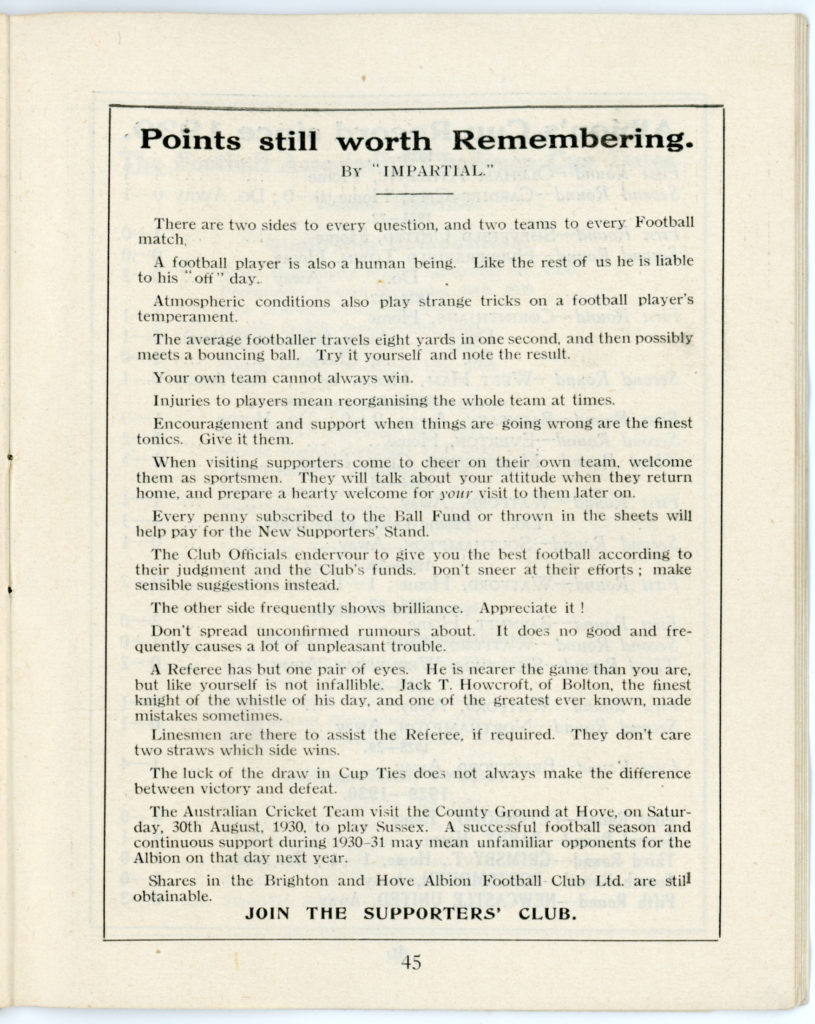 Points still worth Remembering.
By "IMPARTIAL."
There are two sides to every question, and two teams to every Football
match.
A football player is also a human being. Like the rest of us he is liable
to his "off" day.
Atmospheric conditions also play strange tricks on a football player's
temperament.
The average footballer travels eight yards in one second, and then possibly
meets a bouncing ball. Try it yourself and note the result.
Your own team cannot always win.
Injuries to players mean reorganising the whole team at times.
Encouragement and support when things are going wrong are the finest
tonics. Give it them.
When visiting supporters come to cheer on their own team, welcome
them as sportsmen. They will talk about your attitude when they return
home, and prepare a hearty welcome for your visit to them later on.
Every penny subscribed to the Ball Fund or thrown in the sheets will
help pay for the New Supporters' Stand.
The Club Officials endervour to give you the best football according to
their judgment and the Club's funds. Don't sneer at their efforts; make
sensible suggestions instead.
The other side frequently shows brilliance. Appreciate it!
Don't spread unconfirmed rumours about. It does no good and fre-
quently causes a lot of unpleasant trouble.
A Referee has but one pair of eyes. He is nearer the game than you are,
but like yourself is not infallible. Jack T. Howcroft, of Bolton, the finest
knight of the whistle of his day, and one of the greatest ever known, made
mistakes sometimes.
Linesmen are there to assist the Referee, if required. They don't care
two straws which side wins.
The luck of the draw in Cup Ties does not always make the difference
between victory and defeat.
The Australian Cricket Team visit the County Ground at Hove, on Satur-
day, 30th August, 1930, to play Sussex. A successful football season and
continuous support during 1930-31 may mean unfamiliar opponents for the
Albion on that day next year.
Shares in the Brighton and Hove Albion Football Club Ltd. are still
obtainable.
JOIN THE SUPPORTERS' CLUB.
45